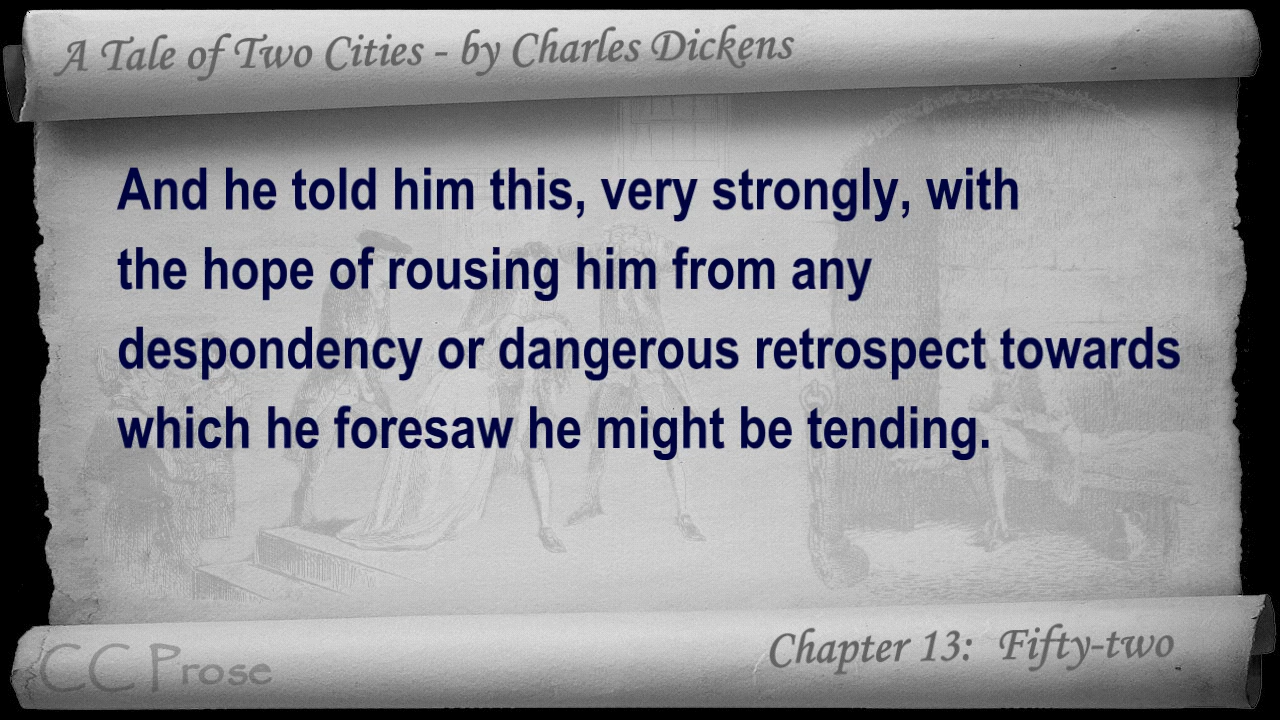 A Tale of Two Cities - by Charles Dickens
And he told him this, very strongly, with
the hope of rousing him from any
despondency or dangerous retrospect towards
which he foresaw he might be tending.
Chapter 13: Fifty-two
CC Prose